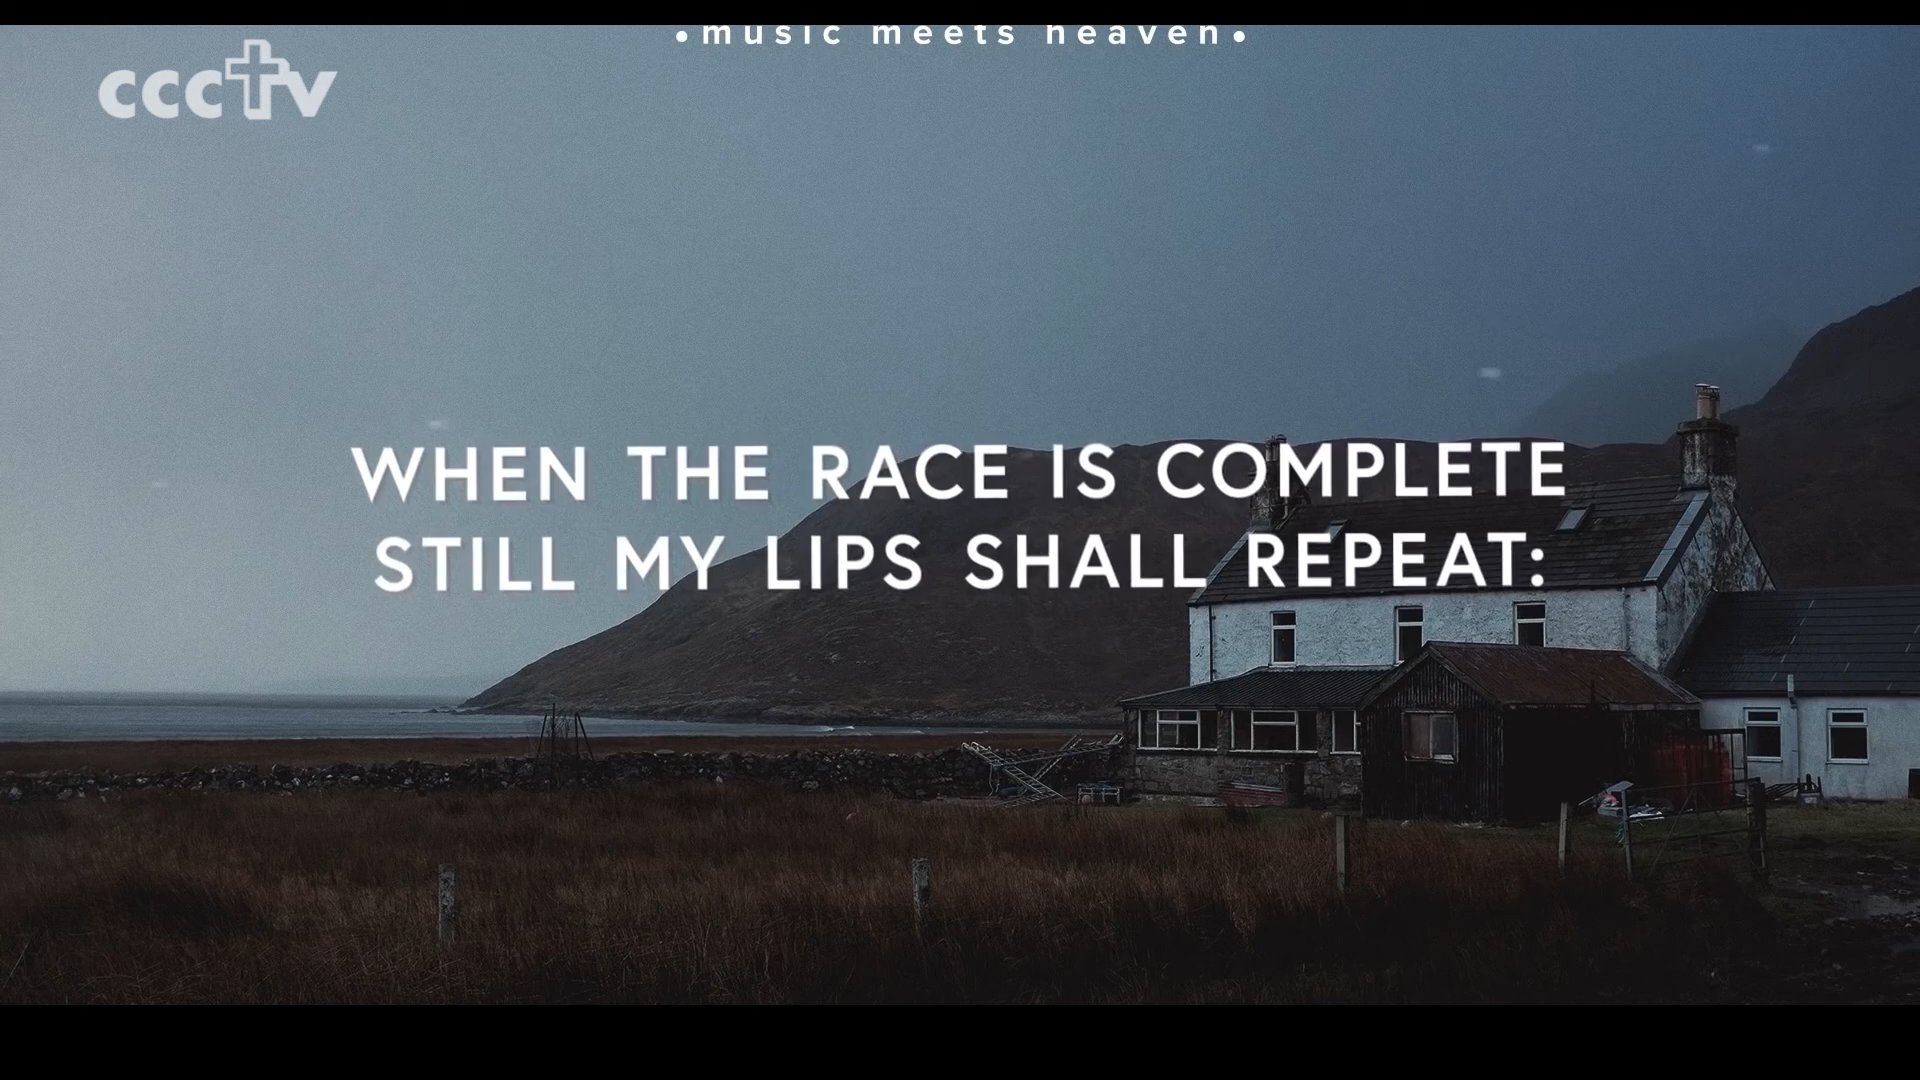 •music meets heaven•
ccctv
WHEN THE RACE IS COMPLETE
STILL MY LIPS SHALL REPEAT: